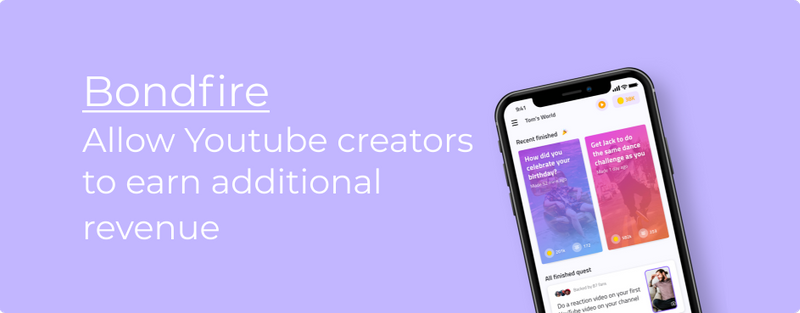 Bondfire
Allow Youtube creators
to earn additional
revenue
9:41
Tom's World
Recent finished
How did you
celebrate your
birthday?
Get Jack to do
the same dance
challenge as you
All finished quest
Do a reaction video on your first
YouTube video on your channel